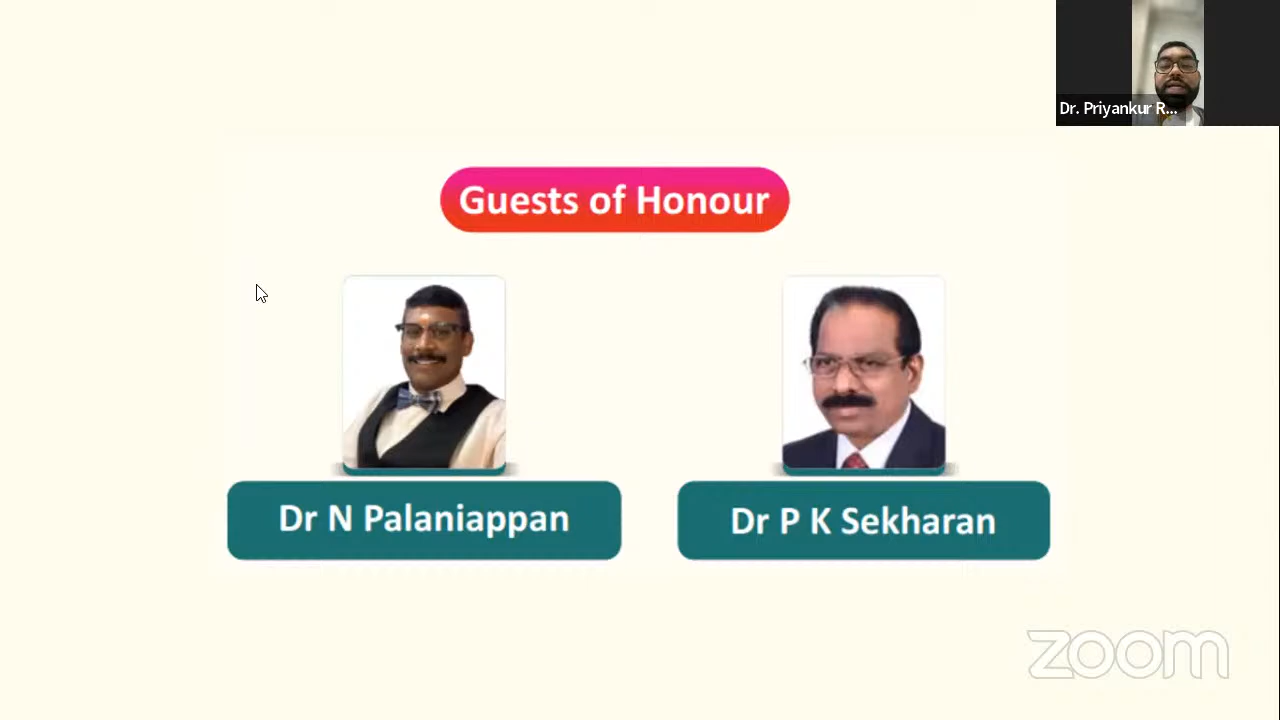 Dr. Priyankur R...
Guests of Honour
Dr N Palaniappan
Dr P K Sekharan
zoom